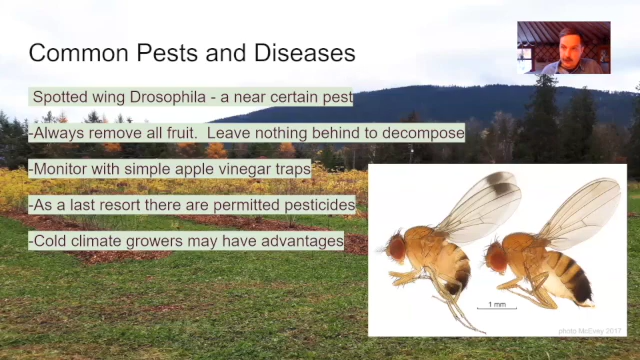 Common Pests and Diseases
Spotted wing Drosophila - a near certain pest
-Always remove all fruit.  Leave nothing behind to decompose
-Monitor with simple apple vinegar traps
-As a last resort there are permitted pesticides
-Cold climate growers may have advantages
1 mm
photo McEvey 2017